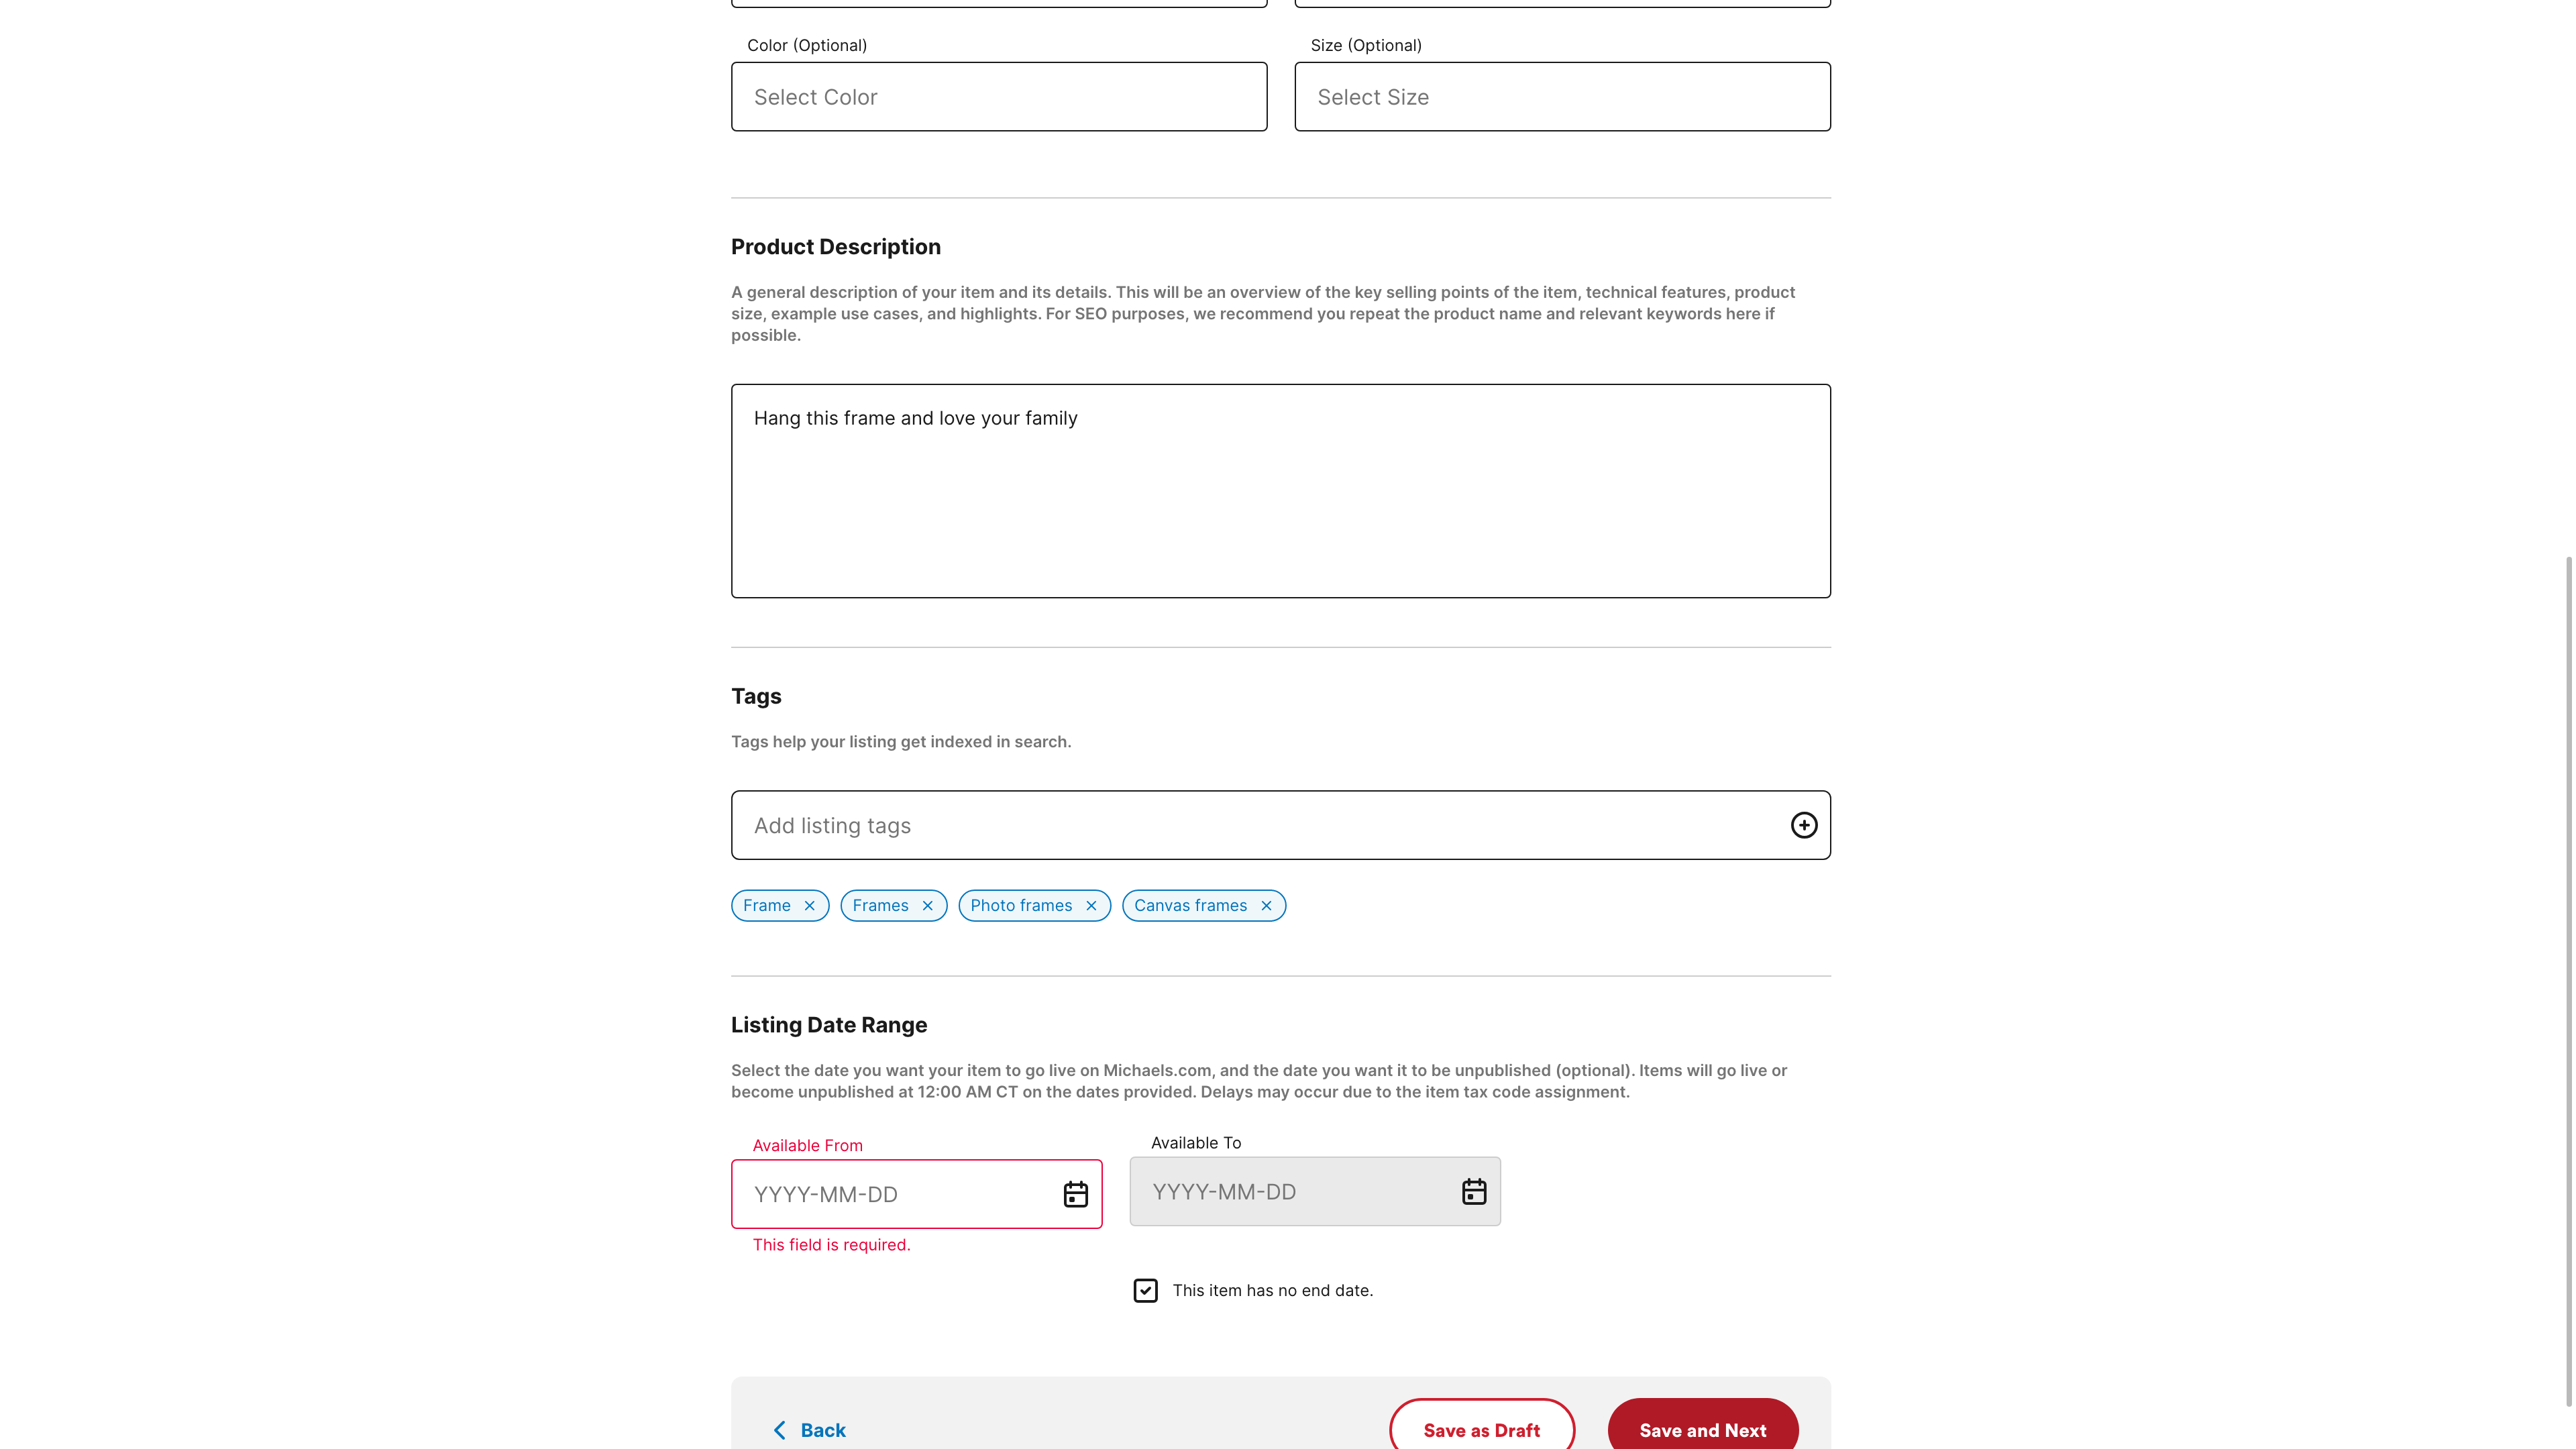 Color (Optional)
Size (Optional)
Select Color
Select Size
Product Description
A general description of your item and its details. This will be an overview of the key selling points of the item, technical features, product
size, example use cases, and highlights. For SEO purposes, we recommend you repeat the product name and relevant keywords here if
possible.
Hang this frame and love your family
Tags
Tags help your listing get indexed in search.
Add listing tags
Frame
Frames
Photo frames
Canvas frames
Listing Date Range
Select the date you want your item to go live on Michaels.com, and the date you want it to be unpublished (optional). Items will go live or
become unpublished at 12:00 AM CT on the dates provided. Delays may occur due to the item tax code assignment.
Available From
Available To
YYYY-MM-DD
YYYY-MM-DD
This field is required.
This item has no end date.
Back
Save as Draft
Save and Next